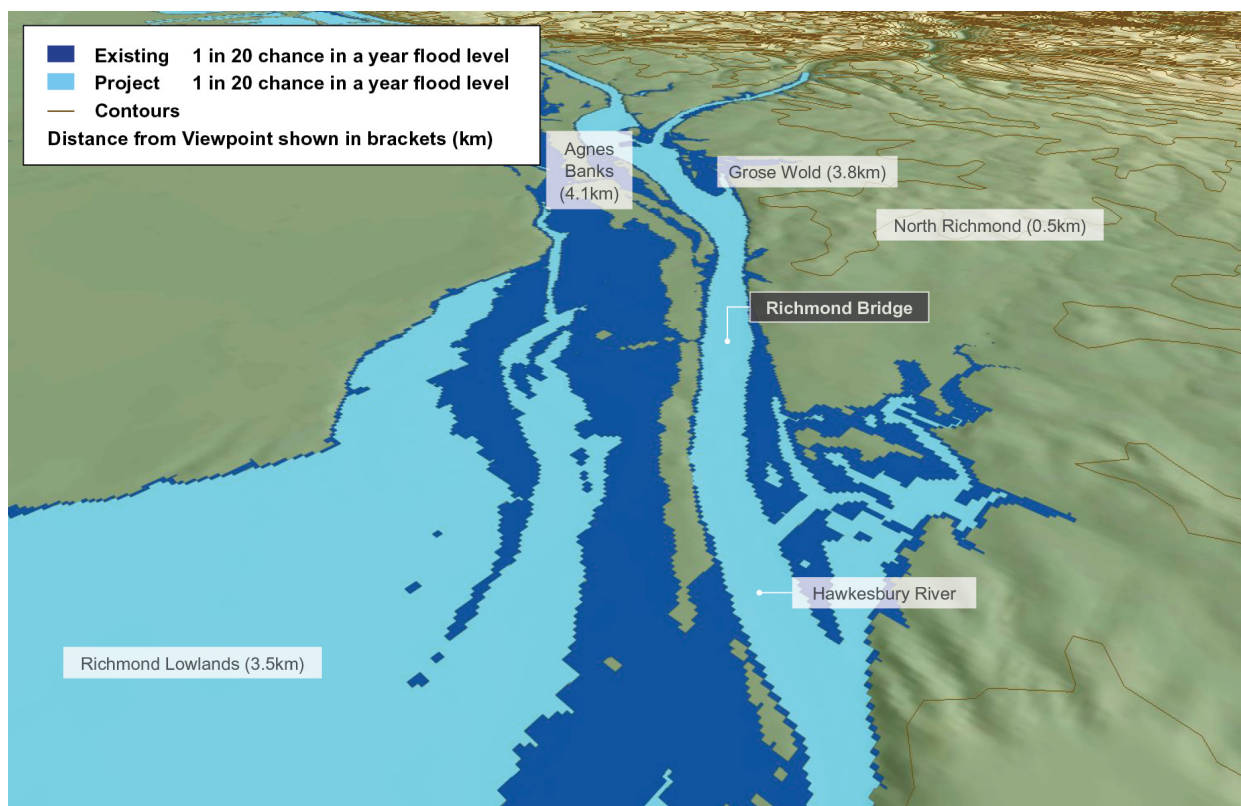 Existing 1 in 20 chance in a year flood level
Project 1 in 20 chance in a year flood level
Contours
Distance from Viewpoint shown in brackets (km)
Agnes
Banks
(4.1km)
Grose Wold (3.8km)
North Richmond (0.5km)
Richmond Bridge
Hawkesbury River
Richmond Lowlands (3.5km)